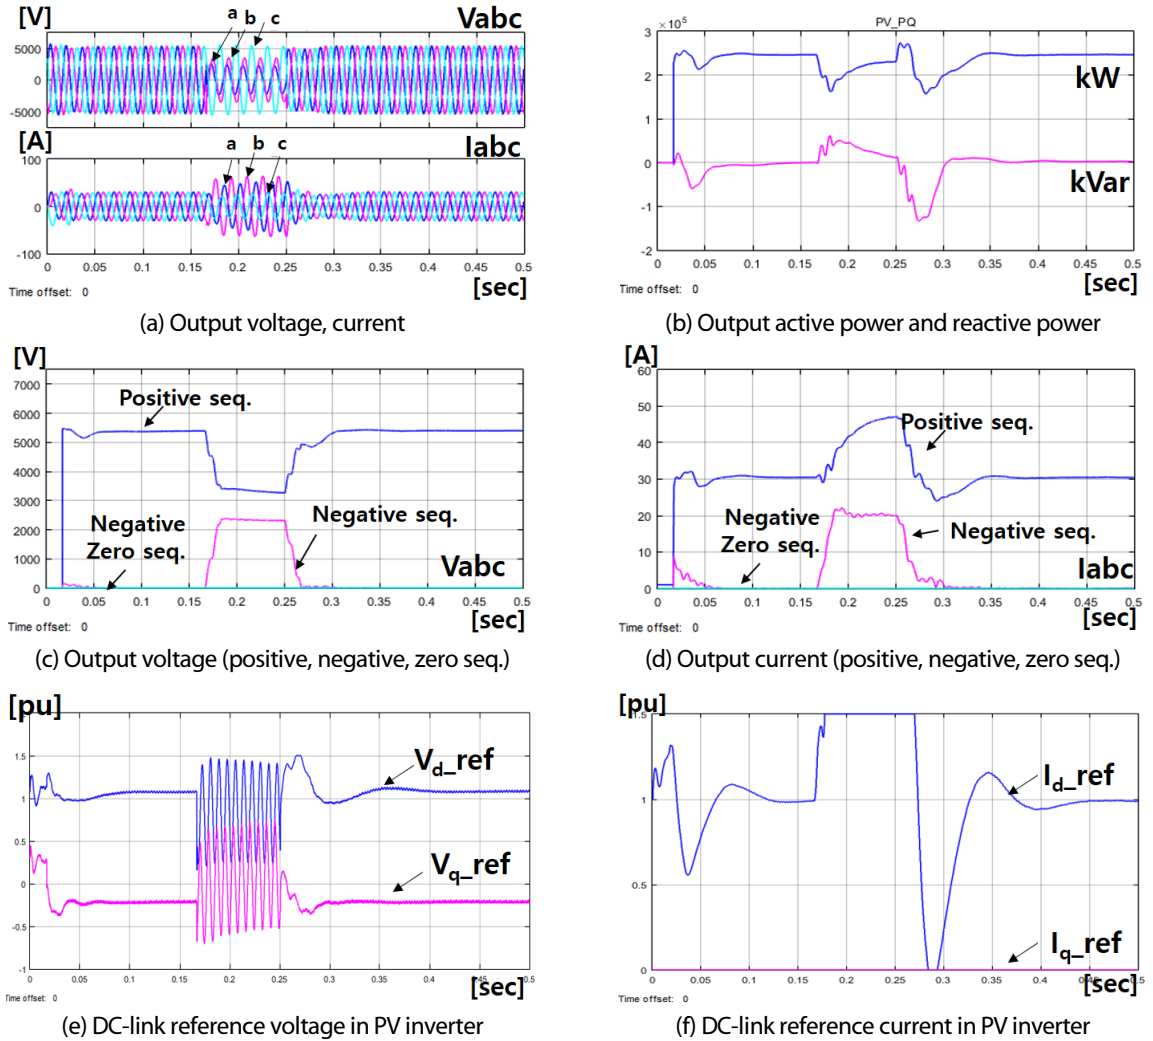 [V]
Vabc
a b c
5000
0
-5000
[A]
Iabc
a b c
100
0
-100
0 0.05 0.1 0.15 0.2 0.25 0.3 0.35 0.4 0.45 0.5
Time offset: 0
[sec]
(a) Output voltage, current
PV_PQ
×10⁵
3
2
1
0
-1
-2
kW
kVar
0 0.05 0.1 0.15 0.2 0.25 0.3 0.35 0.4 0.45 0.5
Time offset: 0
[sec]
(b) Output active power and reactive power
[V]
7000
6000
5000
4000
3000
2000
1000
0
Positive seq.
Negative
Zero seq.
Negative seq.
Vabc
0 0.05 0.1 0.15 0.2 0.25 0.3 0.35 0.4 0.45 0.5
Time offset: 0
[sec]
(c) Output voltage (positive, negative, zero seq.)
[A]
60
50
40
30
20
10
0
Positive seq.
Negative
Zero seq.
Negative seq.
Iabc
0 0.05 0.1 0.15 0.2 0.25 0.3 0.35 0.4 0.45 0.5
Time offset: 0
[sec]
(d) Output current (positive, negative, zero seq.)
[pu]
1.5
1
0.5
0
-0.5
-1
V_d_ref
V_q_ref
0 0.05 0.1 0.15 0.2 0.25 0.3 0.35 0.4 0.45 0.5
Time offset: 0
[sec]
(e) DC-link reference voltage in PV inverter
[pu]
1.5
1
0.5
0
I_d_ref
I_q_ref
0 0.05 0.1 0.15 0.2 0.25 0.3 0.35 0.4 0.45 0.5
Time offset: 0
[sec]
(f) DC-link reference current in PV inverter